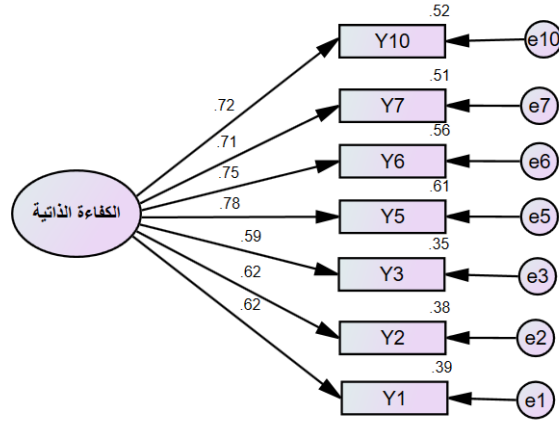 .52
Y10
e10
.72
.51
Y7
e7
.71
.56
Y6
e6
.75
.61
الكفاءة الذاتية
.78
Y5
e5
.59
.35
Y3
e3
.62
.38
Y2
e2
.62
.39
Y1
e1